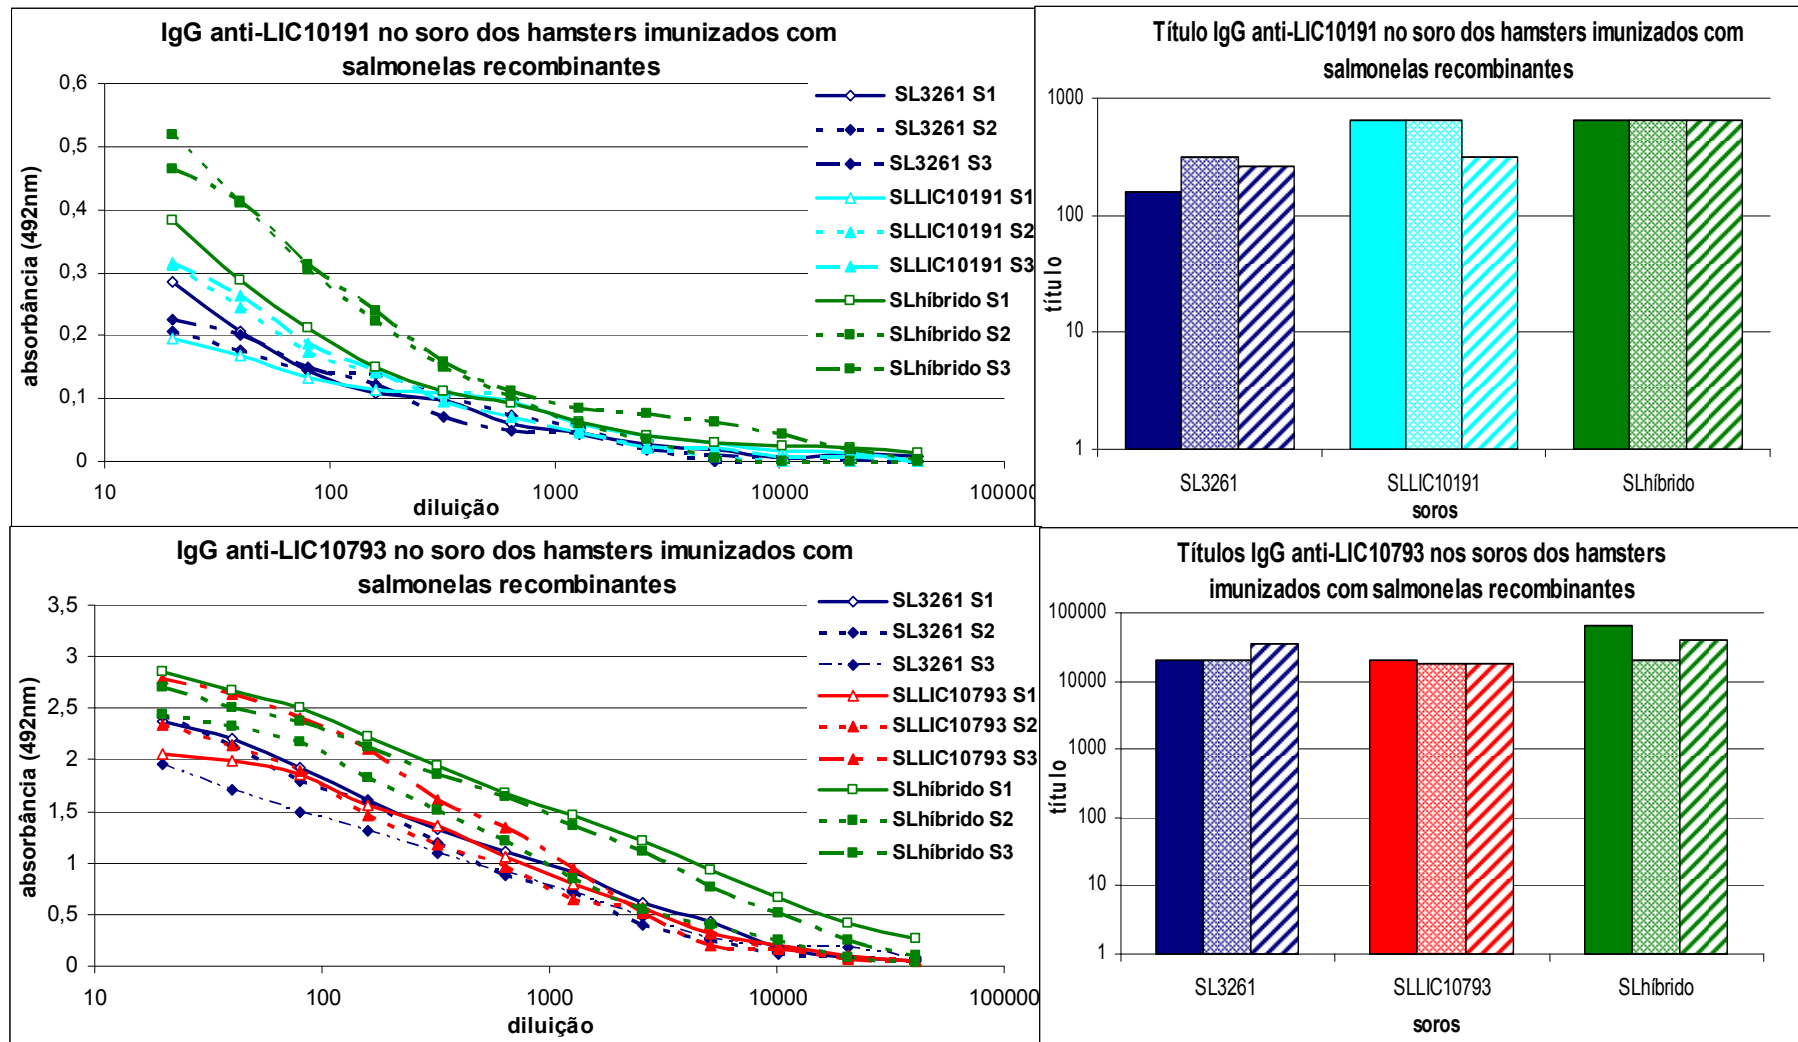 IgG anti-LIC10191 no soro dos hamsters imunizados com
salmonelas recombinantes
absorbância (492nm)
0,6
0,5
0,4
0,3
0,2
0,1
0
10
100
1000
10000
100000
diluição
SL3261 S1
SL3261 S2
SL3261 S3
SLLIC10191 S1
SLLIC10191 S2
SLLIC10191 S3
SLhíbrido S1
SLhíbrido S2
SLhíbrido S3
Título IgG anti-LIC10191 no soro dos hamsters imunizados com
salmonelas recombinantes
título
1000
100
10
1
SL3261
SLLIC10191
SLhíbrido
soros
IgG anti-LIC10793 no soro dos hamsters imunizados com
salmonelas recombinantes
absorbância (492nm)
3,5
3
2,5
2
1,5
1
0,5
0
10
100
1000
10000
100000
diluição
SL3261 S1
SL3261 S2
SL3261 S3
SLLIC10793 S1
SLLIC10793 S2
SLLIC10793 S3
SLhíbrido S1
SLhíbrido S2
SLhíbrido S3
Títulos IgG anti-LIC10793 nos soros dos hamsters
imunizados com salmonelas recombinantes
título
100000
10000
1000
100
10
1
SL3261
SLLIC10793
SLhíbrido
soros